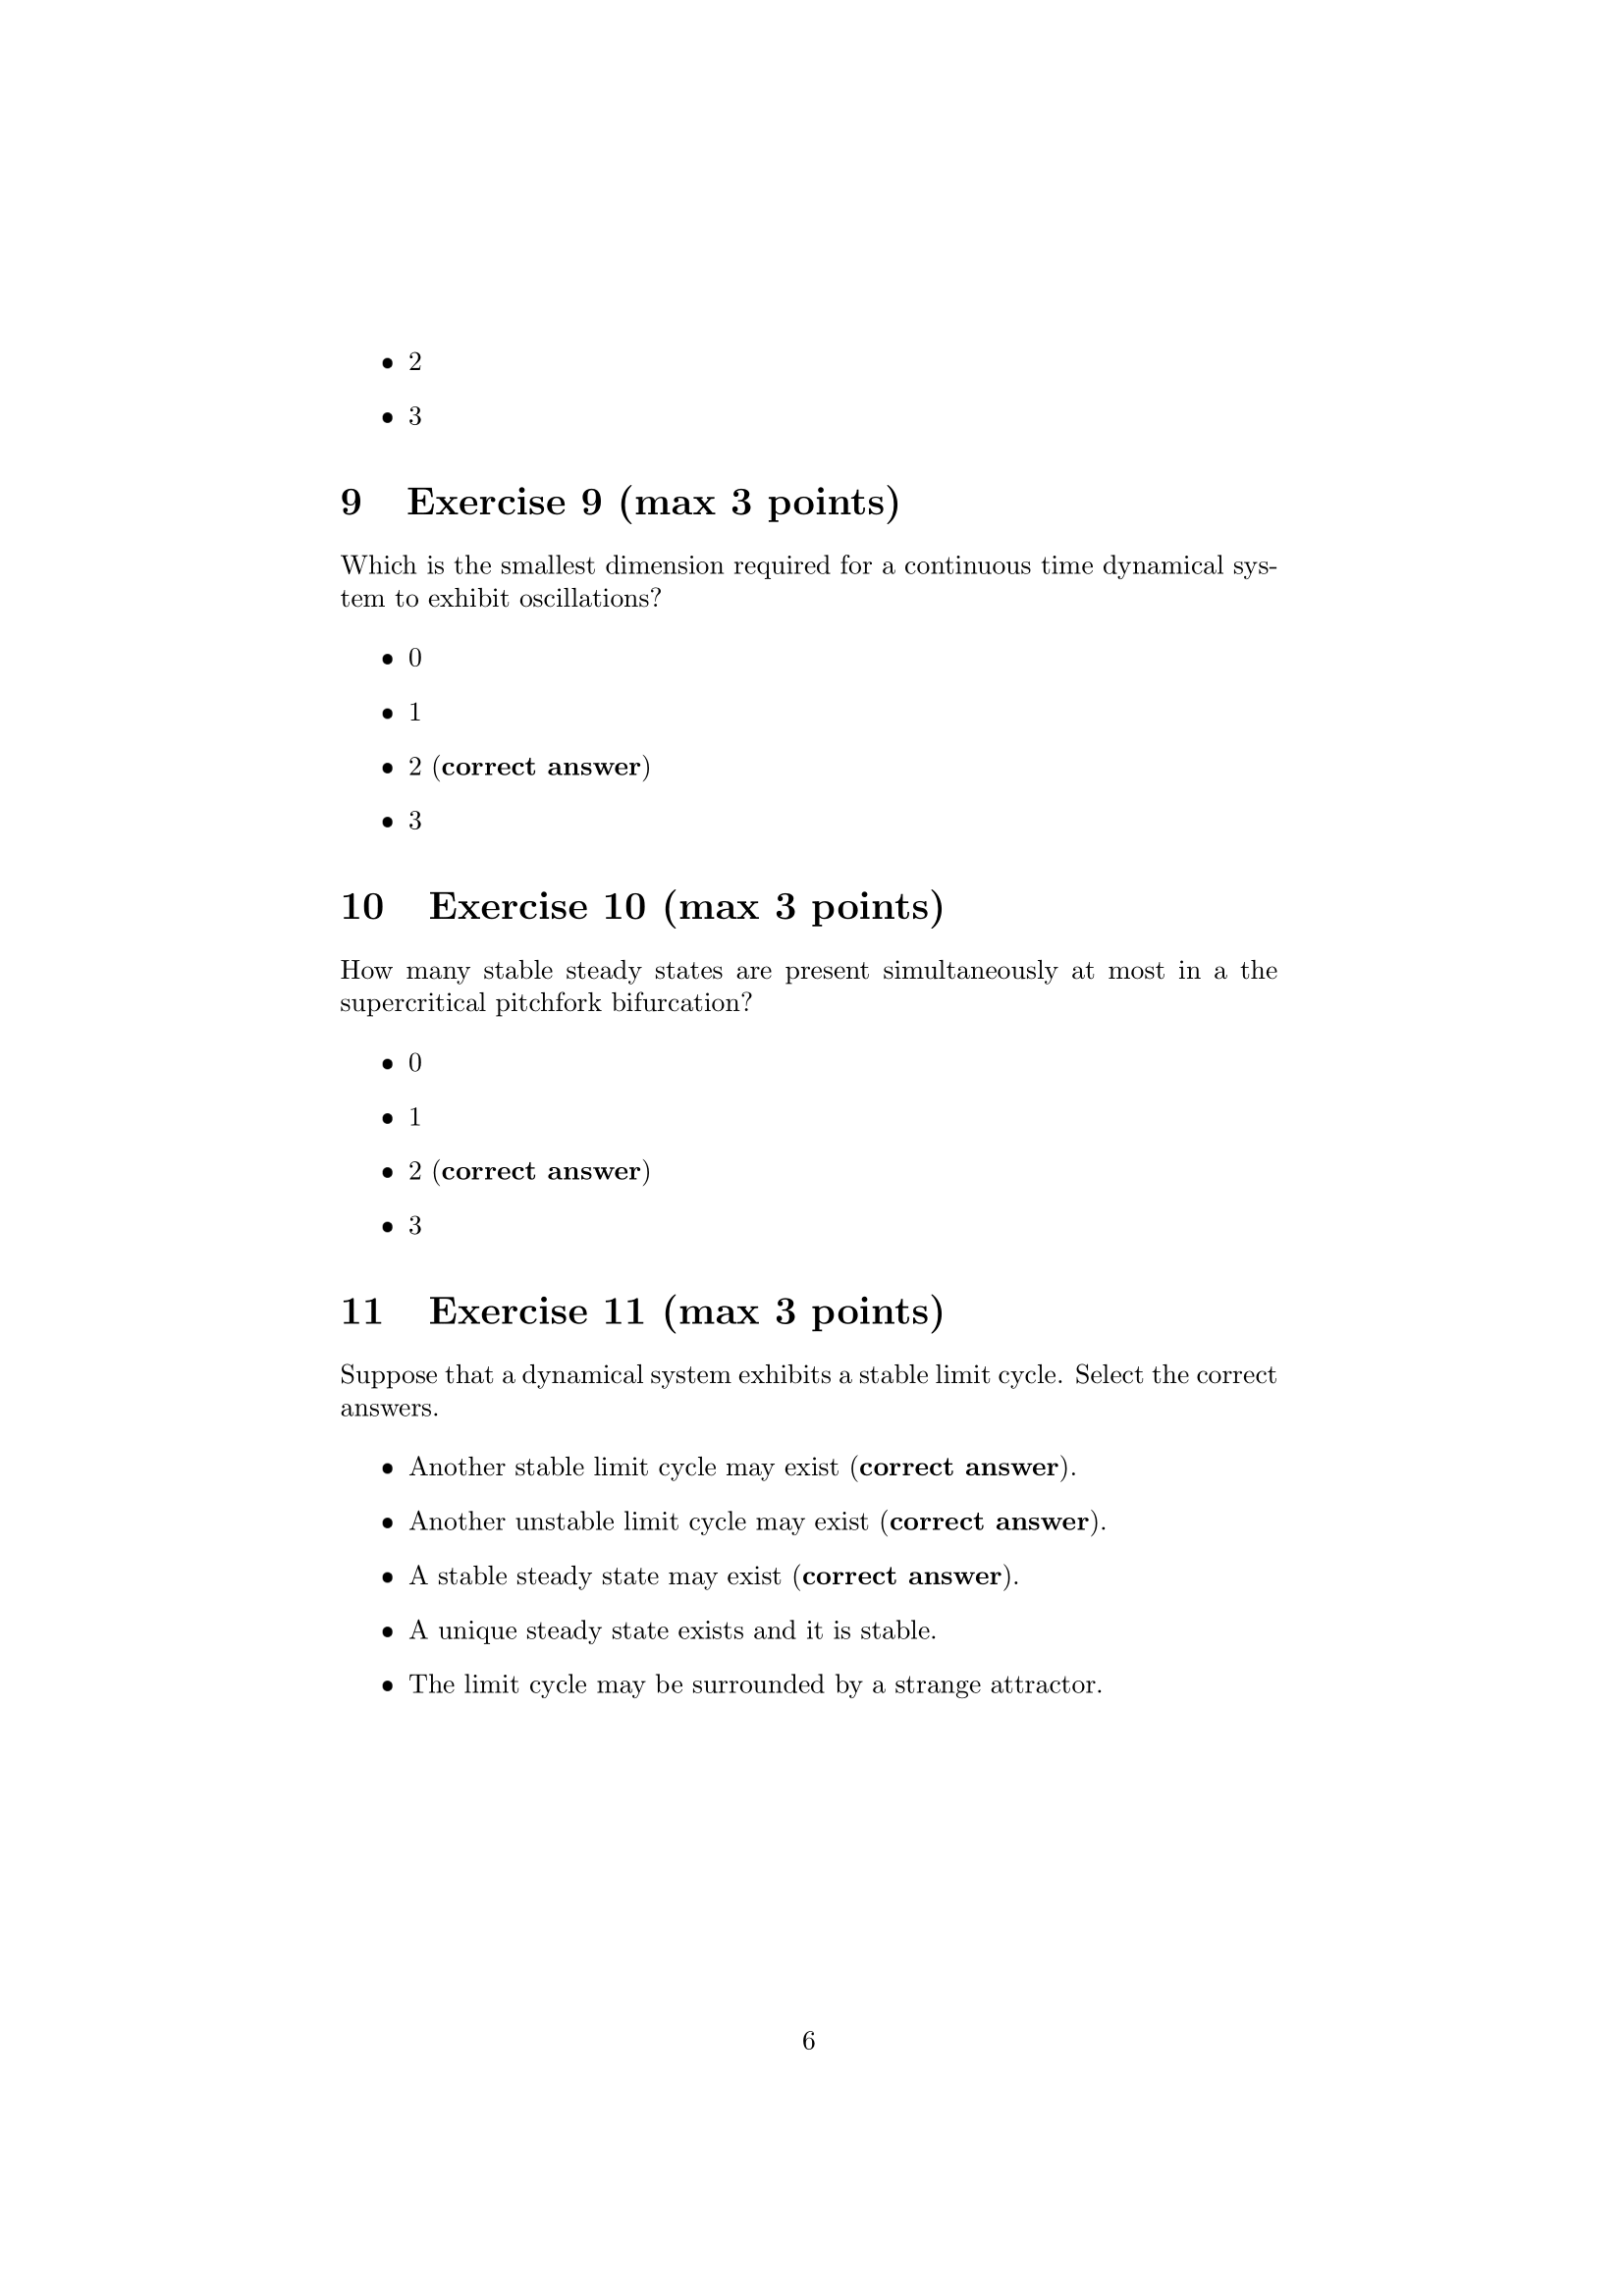 • 2
• 3
9 Exercise 9 (max 3 points)
Which is the smallest dimension required for a continuous time dynamical sys-
tem to exhibit oscillations?
• 0
• 1
• 2 (correct answer)
• 3
10 Exercise 10 (max 3 points)
How many stable steady states are present simultaneously at most in a the
supercritical pitchfork bifurcation?
• 0
• 1
• 2 (correct answer)
• 3
11 Exercise 11 (max 3 points)
Suppose that a dynamical system exhibits a stable limit cycle. Select the correct
answers.
• Another stable limit cycle may exist (correct answer).
• Another unstable limit cycle may exist (correct answer).
• A stable steady state may exist (correct answer).
• A unique steady state exists and it is stable.
• The limit cycle may be surrounded by a strange attractor.
6